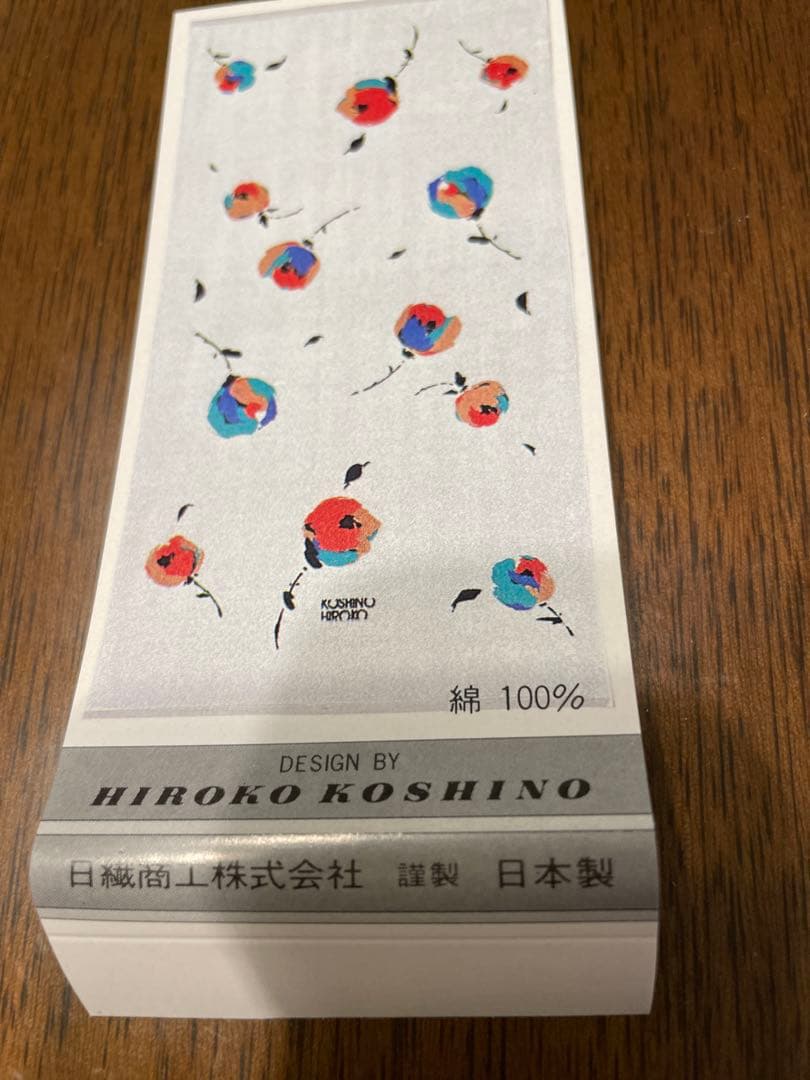 KOSHINO
HIROKO
綿 100%
DESIGN BY
HIROKO KOSHINO
日繊商工株式会社 謹製 日本製